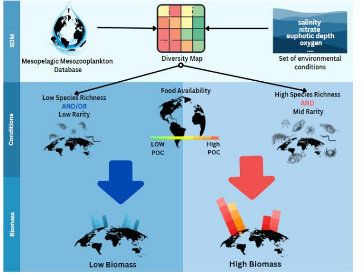 SDM
Mesopelagic Mesozooplankton
Database
Diversity Map
salinity
nitrate
euphotic depth
oxygen
....
Set of environmental
conditions
Conditions
Low Species Richness
AND/OR
Low Rarity
Food Availability
LOW
POC
High
POC
High Species Richness
AND
Mid Rarity
Biomass
Low Biomass
High Biomass